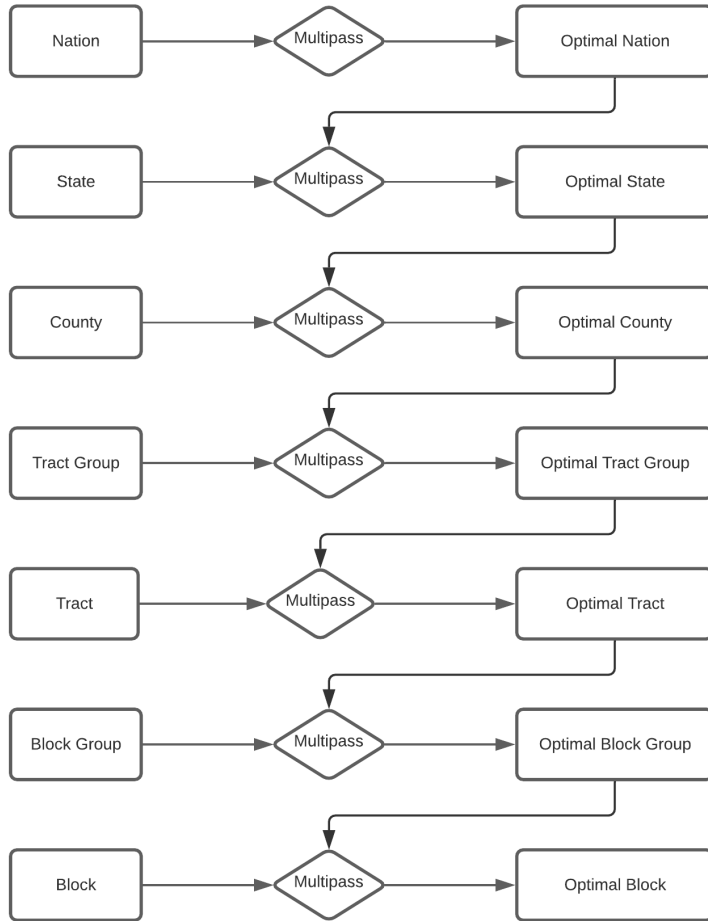 Nation
Multipass
Optimal Nation
State
Multipass
Optimal State
County
Multipass
Optimal County
Tract Group
Multipass
Optimal Tract Group
Tract
Multipass
Optimal Tract
Block Group
Multipass
Optimal Block Group
Block
Multipass
Optimal Block